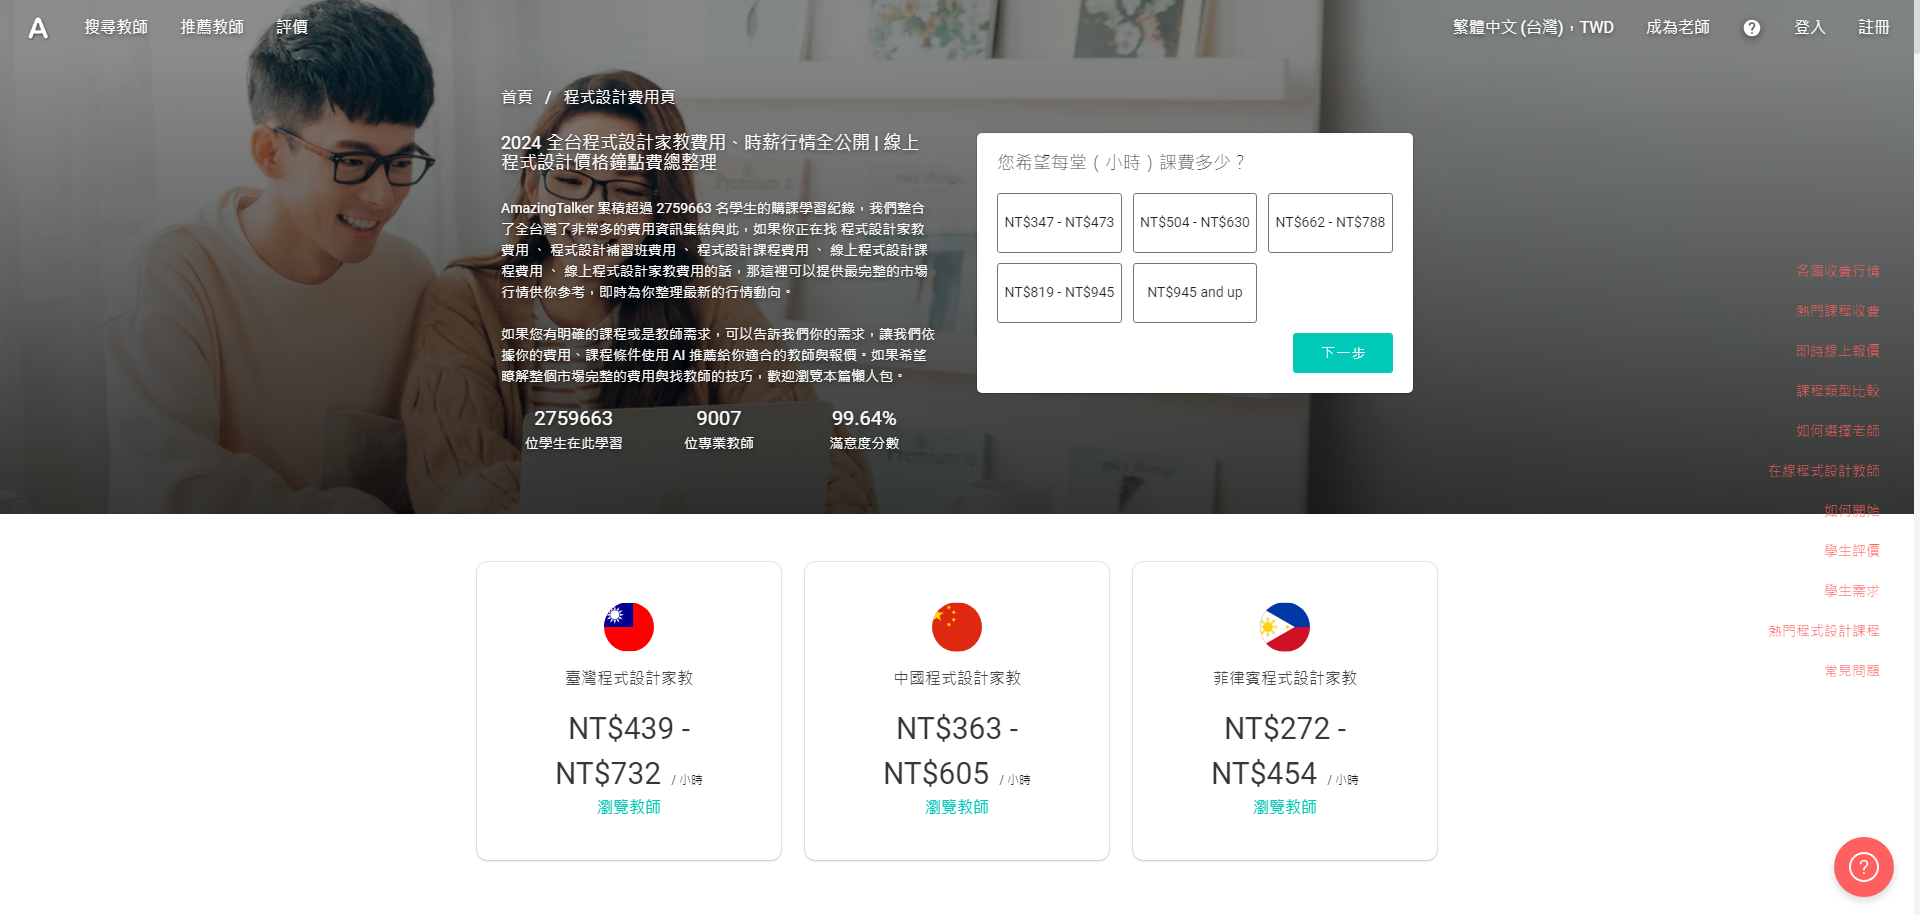 A 搜尋教師 推薦教師 評價 繁體中文 (台灣),TWD 成為老師 ? 登入 註冊
首頁 / 程式設計費用頁
2024 全台程式設計家教費用、時薪行情全公開 | 線上
程式設計價格鐘點費總整理
AmazingTalker 累積超過 2759663 名學生的購課學習紀錄,我們整合
了全台灣了非常多的費用資訊集結與此,如果你正在找 程式設計家教
費用 、 程式設計補習班費用 、 程式設計課程費用 、 線上程式設計課
程費用 、 線上程式設計家教費用的話,那這裡可以提供最完整的市場
行情供你參考,即時為你整理最新的行情動向。
如果您有明確的課程或是教師需求,可以告訴我們你的需求,讓我們依
據你的費用、課程條件使用 AI 推薦給你適合的教師與報價。如果希望
瞭解整個市場完整的費用與找教師的技巧,歡迎瀏覽本篇懶人包。
2759663 9007 99.64%
位學生在此學習 位專業教師 滿意度分數
您希望每堂(小時)課費多少?
NT$347 - NT$473 NT$504 - NT$630 NT$662 - NT$788
NT$819 - NT$945 NT$945 and up
下一步
各國收費行情
熱門課程收費
即時線上報價
課程類型比較
如何選擇老師
在線程式設計教師
如何開始
學生評價
學生需求
熱門程式設計課程
常見問題
臺灣程式設計家教
NT$439 -
NT$732 / 小時
瀏覽教師
中國程式設計家教
NT$363 -
NT$605 / 小時
瀏覽教師
菲律賓程式設計家教
NT$272 -
NT$454 / 小時
瀏覽教師
?